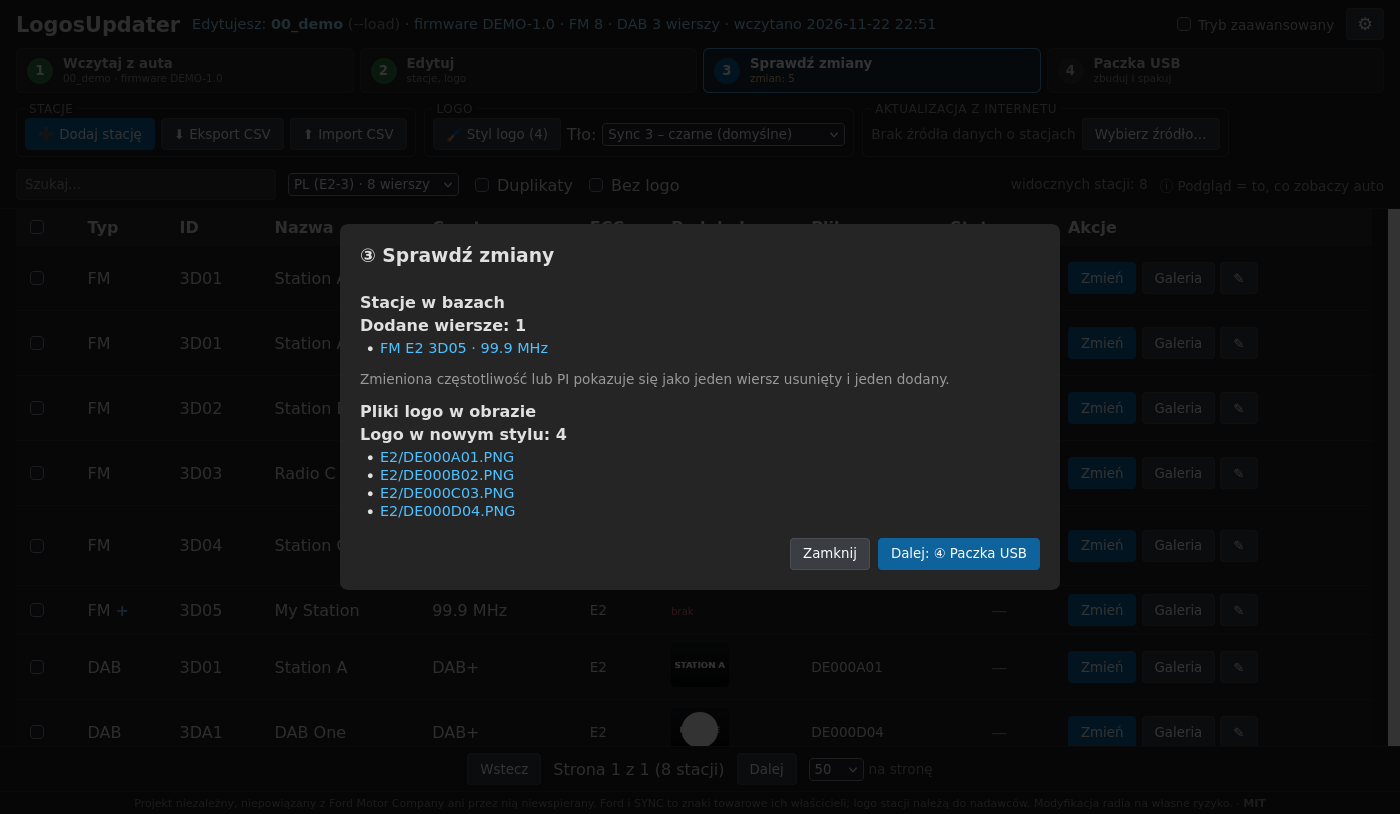 LogosUpdater Edytujesz: 00_demo (--load) · firmware DEMO-1.0 · FM 8 · DAB 3 wierszy · wczytano 2026-11-22 22:51 Tryb zaawansowany ⚙
1 Wczytaj z auta 2 Edytuj 3 Sprawdź zmiany 4 Paczka USB
00_demo · firmware DEMO-1.0 stacje, logo zmian: 5 zbuduj i spakuj
STACJE LOGO AKTUALIZACJA Z INTERNETU
➕ Dodaj stację ⬇ Eksport CSV ⬆ Import CSV 🖌 Styl logo (4) Tło: Sync 3 – czarne (domyślne) Brak źródła danych o stacjach Wybierz źródło...
Szukaj... PL (E2-3) · 8 wierszy Duplikaty Bez logo widocznych stacji: 8 ⓘ Podgląd = to, co zobaczy auto
Typ ID Nazwa Akcje
③ Sprawdź zmiany
Stacje w bazach
Dodane wiersze: 1
• FM E2 3D05 · 99.9 MHz
Zmieniona częstotliwość lub PI pokazuje się jako jeden wiersz usunięty i jeden dodany.
Pliki logo w obrazie
Logo w nowym stylu: 4
• E2/DE000A01.PNG
• E2/DE000B02.PNG
• E2/DE000C03.PNG
• E2/DE000D04.PNG
Zamknij Dalej: ④ Paczka USB
FM 3D01 Station Zmień Galeria ✎
FM 3D01 Station Zmień Galeria ✎
FM 3D02 Station Zmień Galeria ✎
FM 3D03 Radio C Zmień Galeria ✎
FM 3D04 Station Zmień Galeria ✎
FM + 3D05 My Station 99.9 MHz E2 brak — Zmień Galeria ✎
DAB 3D01 Station A DAB+ E2 STATION A DE000A01 — Zmień Galeria ✎
DAB 3DA1 DAB One DAB+ E2 DE000D04 — Zmień Galeria ✎
Wstecz Strona 1 z 1 (8 stacji) Dalej 50 na stronę
Projekt niezależny, niepowiązany z Ford Motor Company ani przez nią niewspierany. Ford i SYNC to znaki towarowe ich właścicieli; logo stacji należą do nadawców. Modyfikacja radia na własne ryzyko. · MIT